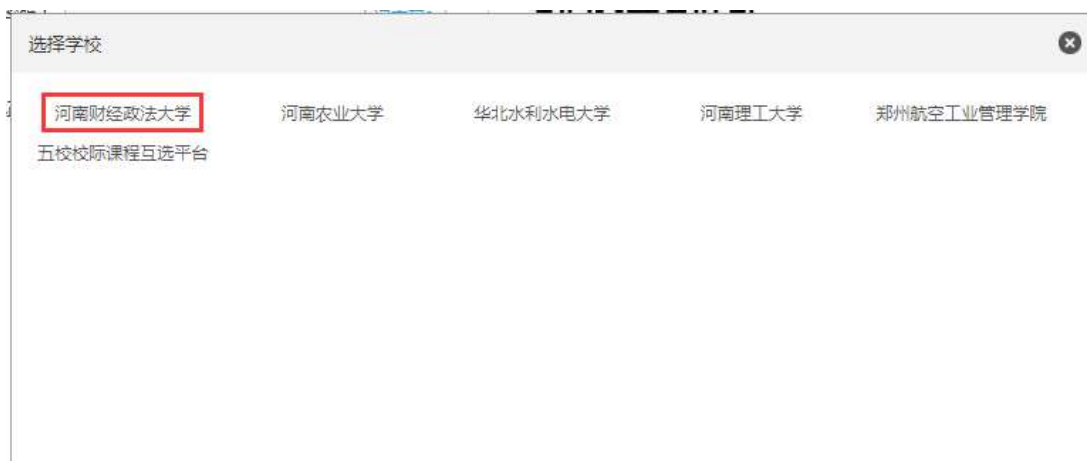 选择学校
河南财经政法大学 河南农业大学 华北水利水电大学 河南理工大学 郑州航空工业管理学院
五校校际课程互选平台